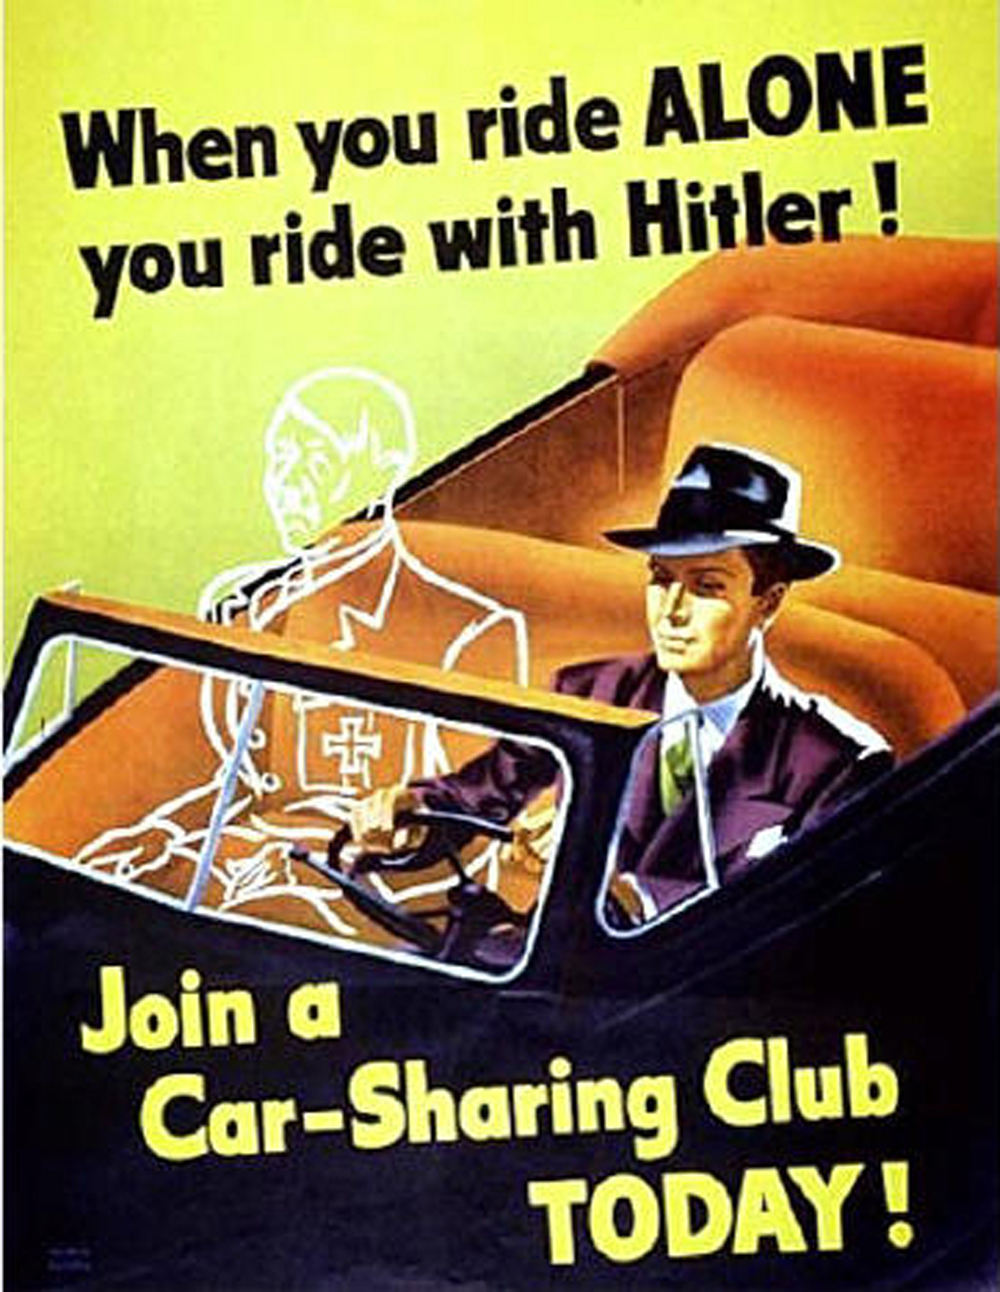 When you ride ALONE
you ride with Hitler !
Join a
Car-Sharing Club
TODAY !